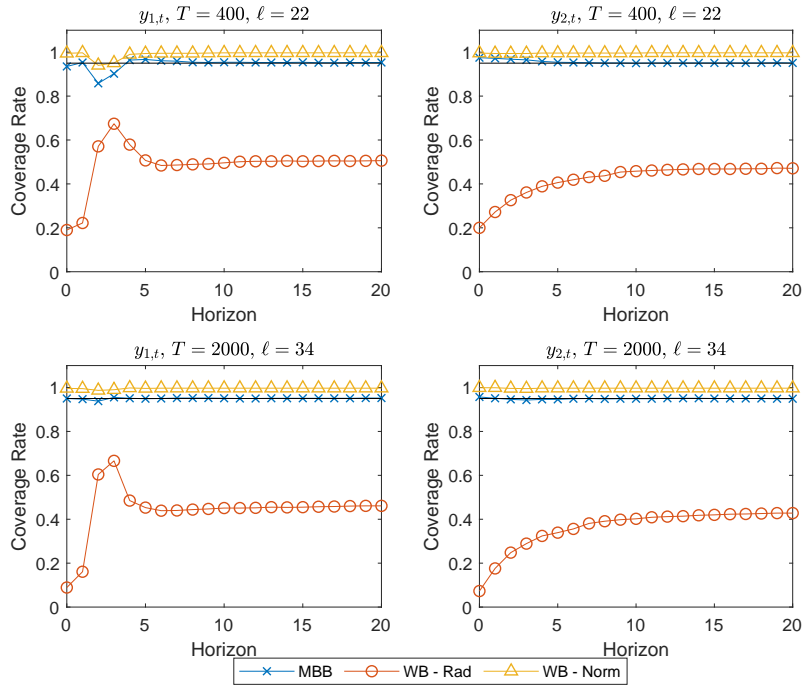 y1,t, T = 400, ℓ = 22
y2,t, T = 400, ℓ = 22
Coverage Rate
1
0.8
0.6
0.4
0.2
0
0 5 10 15 20
Horizon
Coverage Rate
1
0.8
0.6
0.4
0.2
0
0 5 10 15 20
Horizon
y1,t, T = 2000, ℓ = 34
y2,t, T = 2000, ℓ = 34
Coverage Rate
1
0.8
0.6
0.4
0.2
0
0 5 10 15 20
Horizon
Coverage Rate
1
0.8
0.6
0.4
0.2
0
0 5 10 15 20
Horizon
MBB WB - Rad WB - Norm